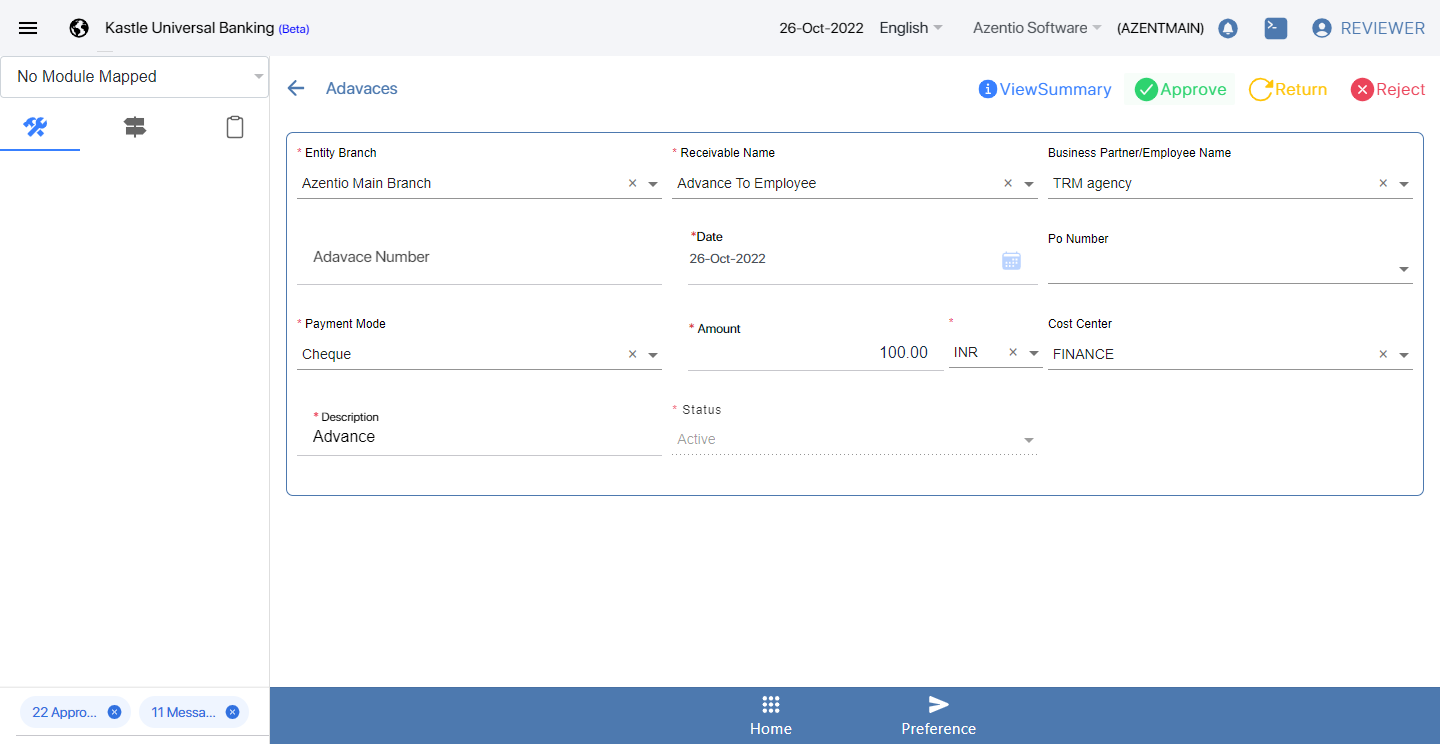 Kastle Universal Banking (Beta)
26-Oct-2022 English Azentio Software (AZENTMAIN) REVIEWER
No Module Mapped
Adavaces
ViewSummary Approve Return Reject
* Entity Branch * Receivable Name Business Partner/Employee Name
Azentio Main Branch × Advance To Employee × TRM agency ×
*Date Po Number
Adavace Number 26-Oct-2022
* Payment Mode * Amount * Cost Center
Cheque × 100.00 INR × FINANCE ×
* Description * Status
Advance Active
22 Appro... 11 Messa...
Home Preference